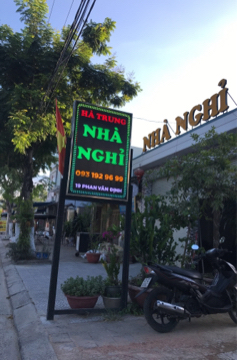 HÀ TRUNG
NHÀ
NGHỈ
093 192 96 99
19 PHAN VĂN ĐỊNH
NHÀ NGHỈ